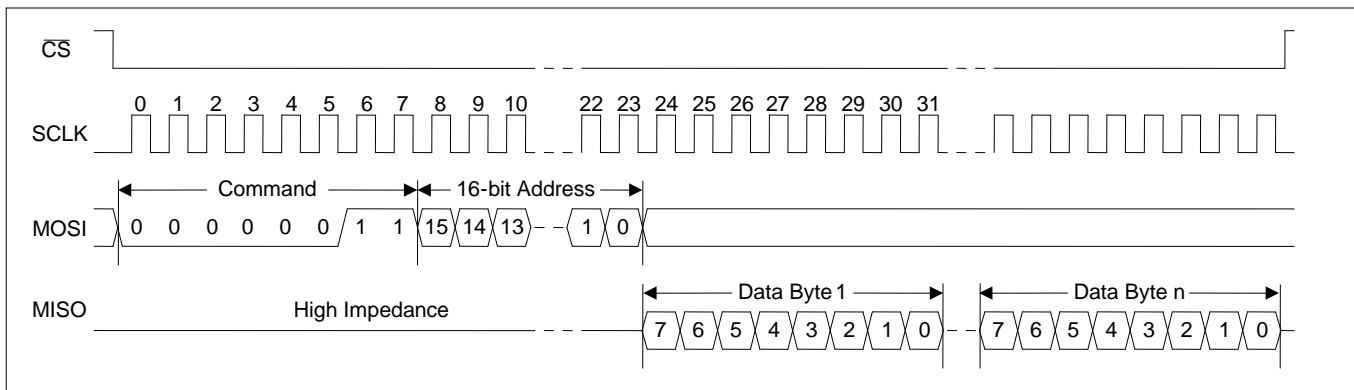 CS
0 1 2 3 4 5 6 7 8 9 10 22 23 24 25 26 27 28 29 30 31
SCLK
Command 16-bit Address
MOSI 0 0 0 0 0 0 1 1 15 14 13 1 0
Data Byte 1 Data Byte n
MISO High Impedance
7 6 5 4 3 2 1 0 7 6 5 4 3 2 1 0